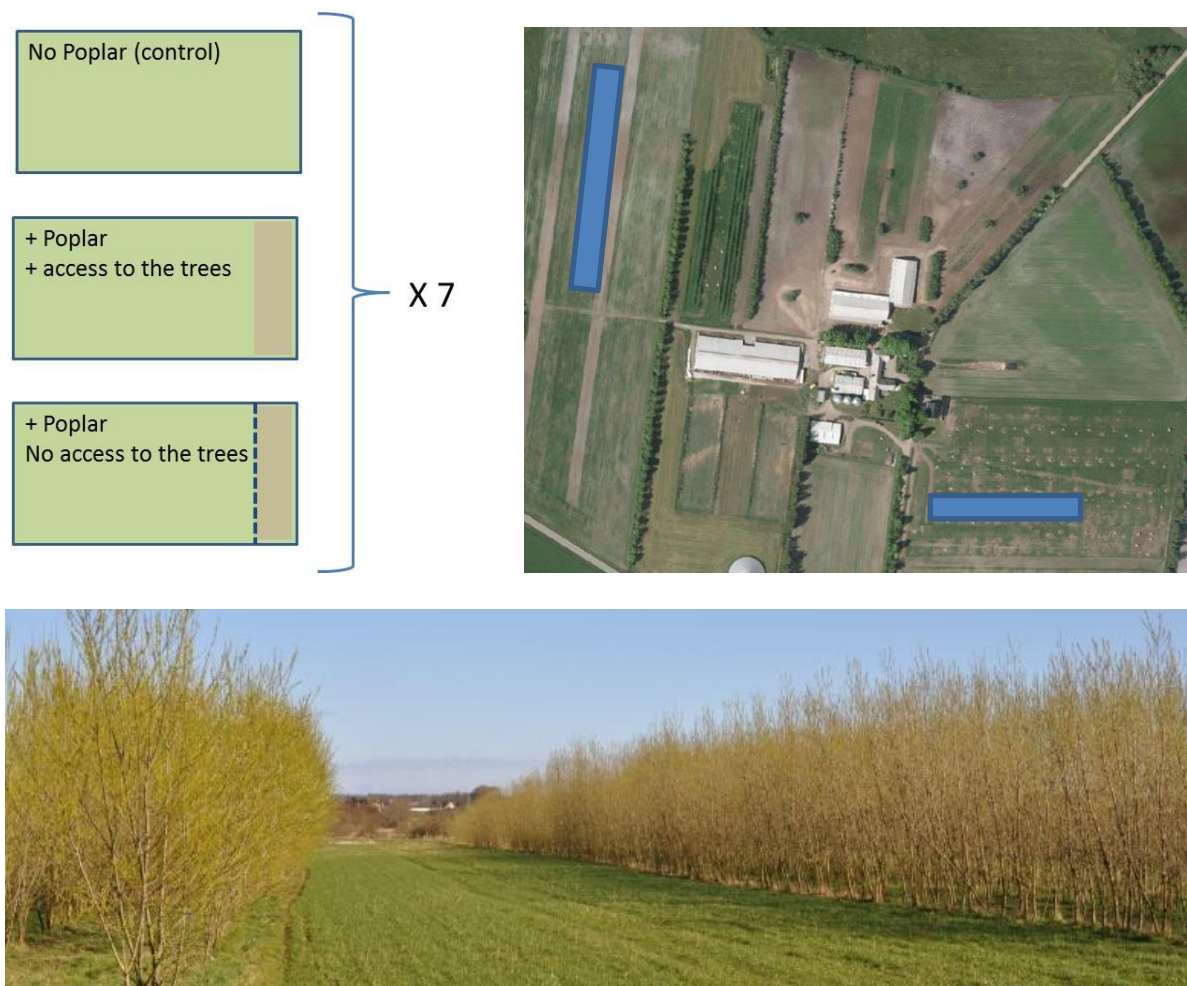 No Poplar (control)
+ Poplar
+ access to the trees
+ Poplar
No access to the trees
X 7